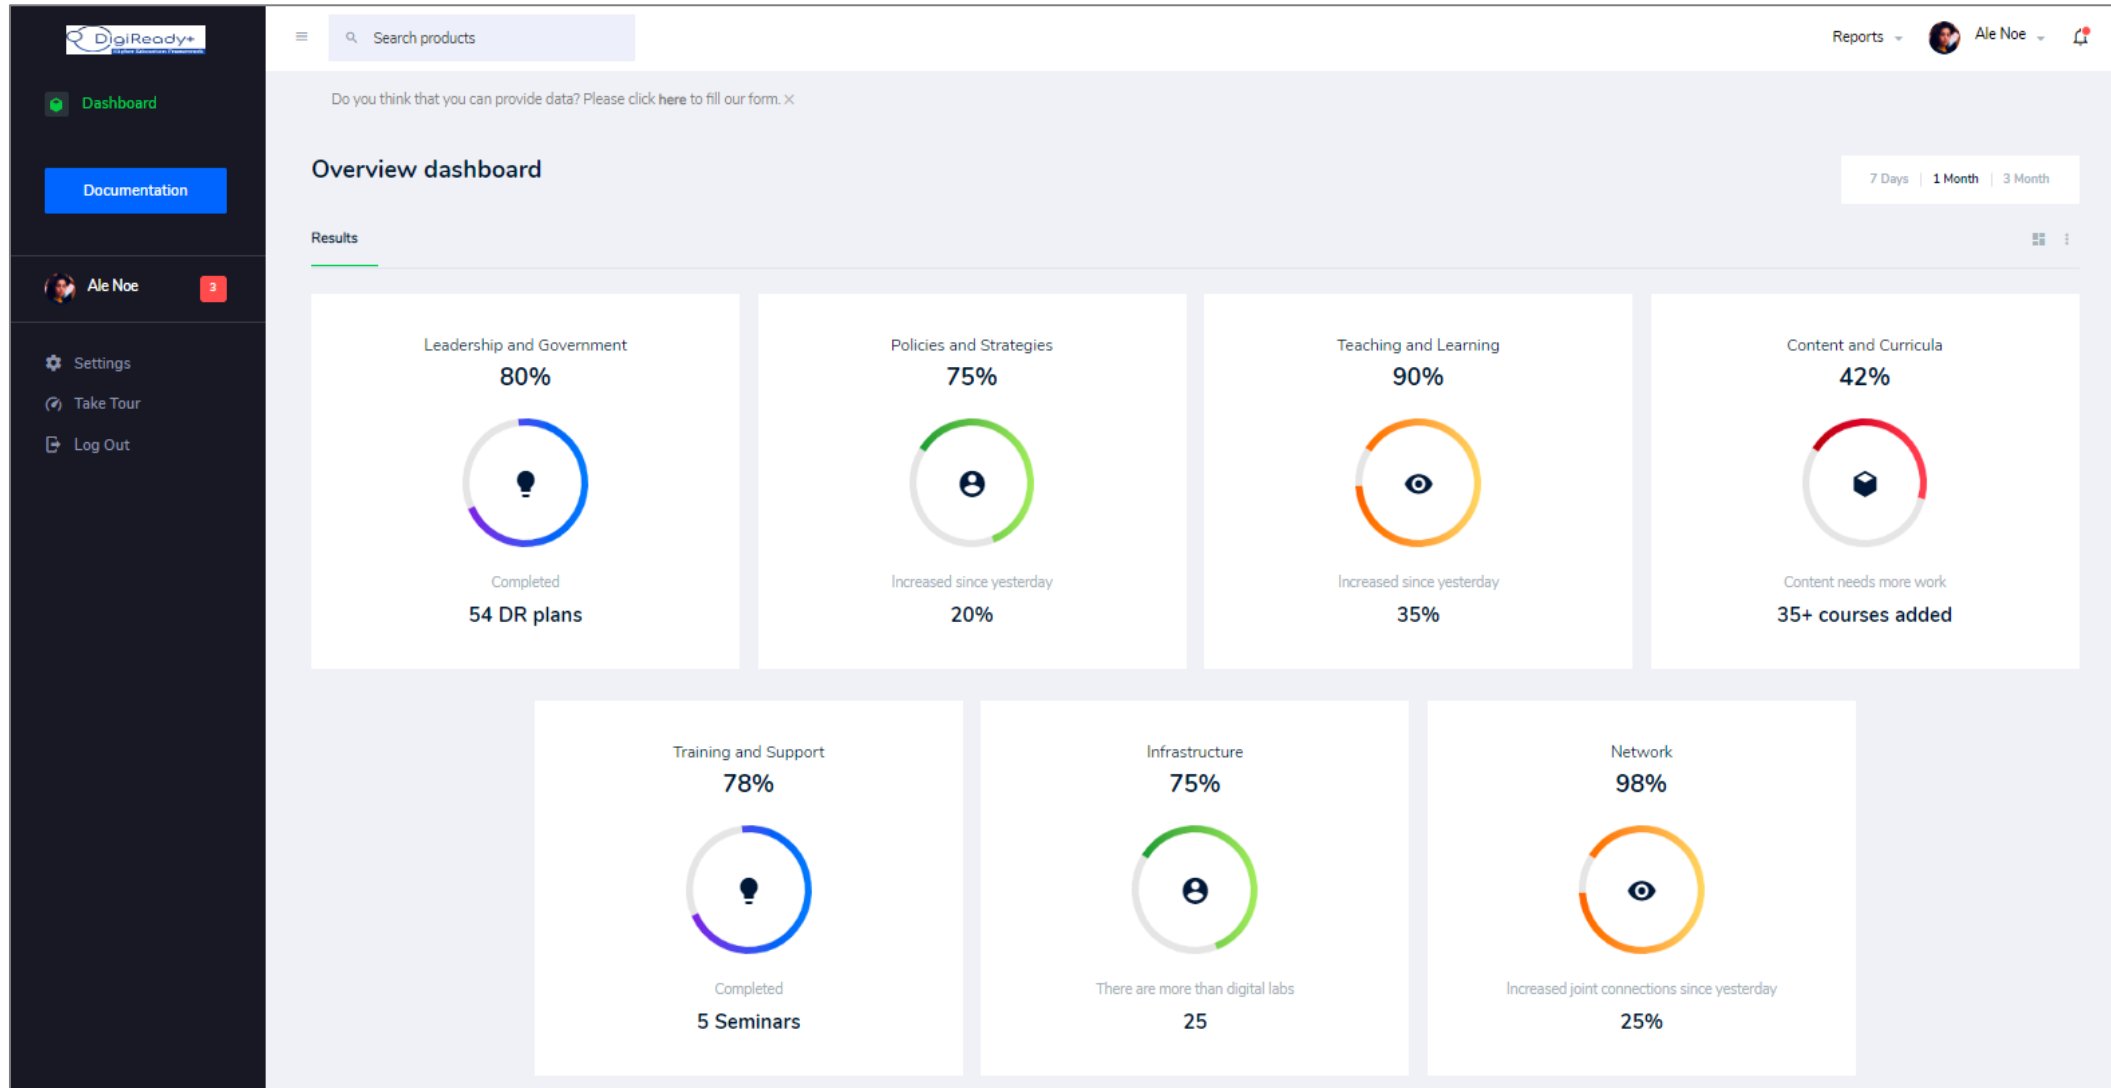 DigiReady+
Higher Education Framework
Search products
Reports
Ale Noe
Dashboard
Do you think that you can provide data? Please click here to fill our form. ×
Documentation
Overview dashboard
7 Days | 1 Month | 3 Month
Results
Ale Noe
3
Settings
Take Tour
Log Out
Leadership and Government
80%
Completed
54 DR plans
Policies and Strategies
75%
Increased since yesterday
20%
Teaching and Learning
90%
Increased since yesterday
35%
Content and Curricula
42%
Content needs more work
35+ courses added
Training and Support
78%
Completed
5 Seminars
Infrastructure
75%
There are more than digital labs
25
Network
98%
Increased joint connections since yesterday
25%